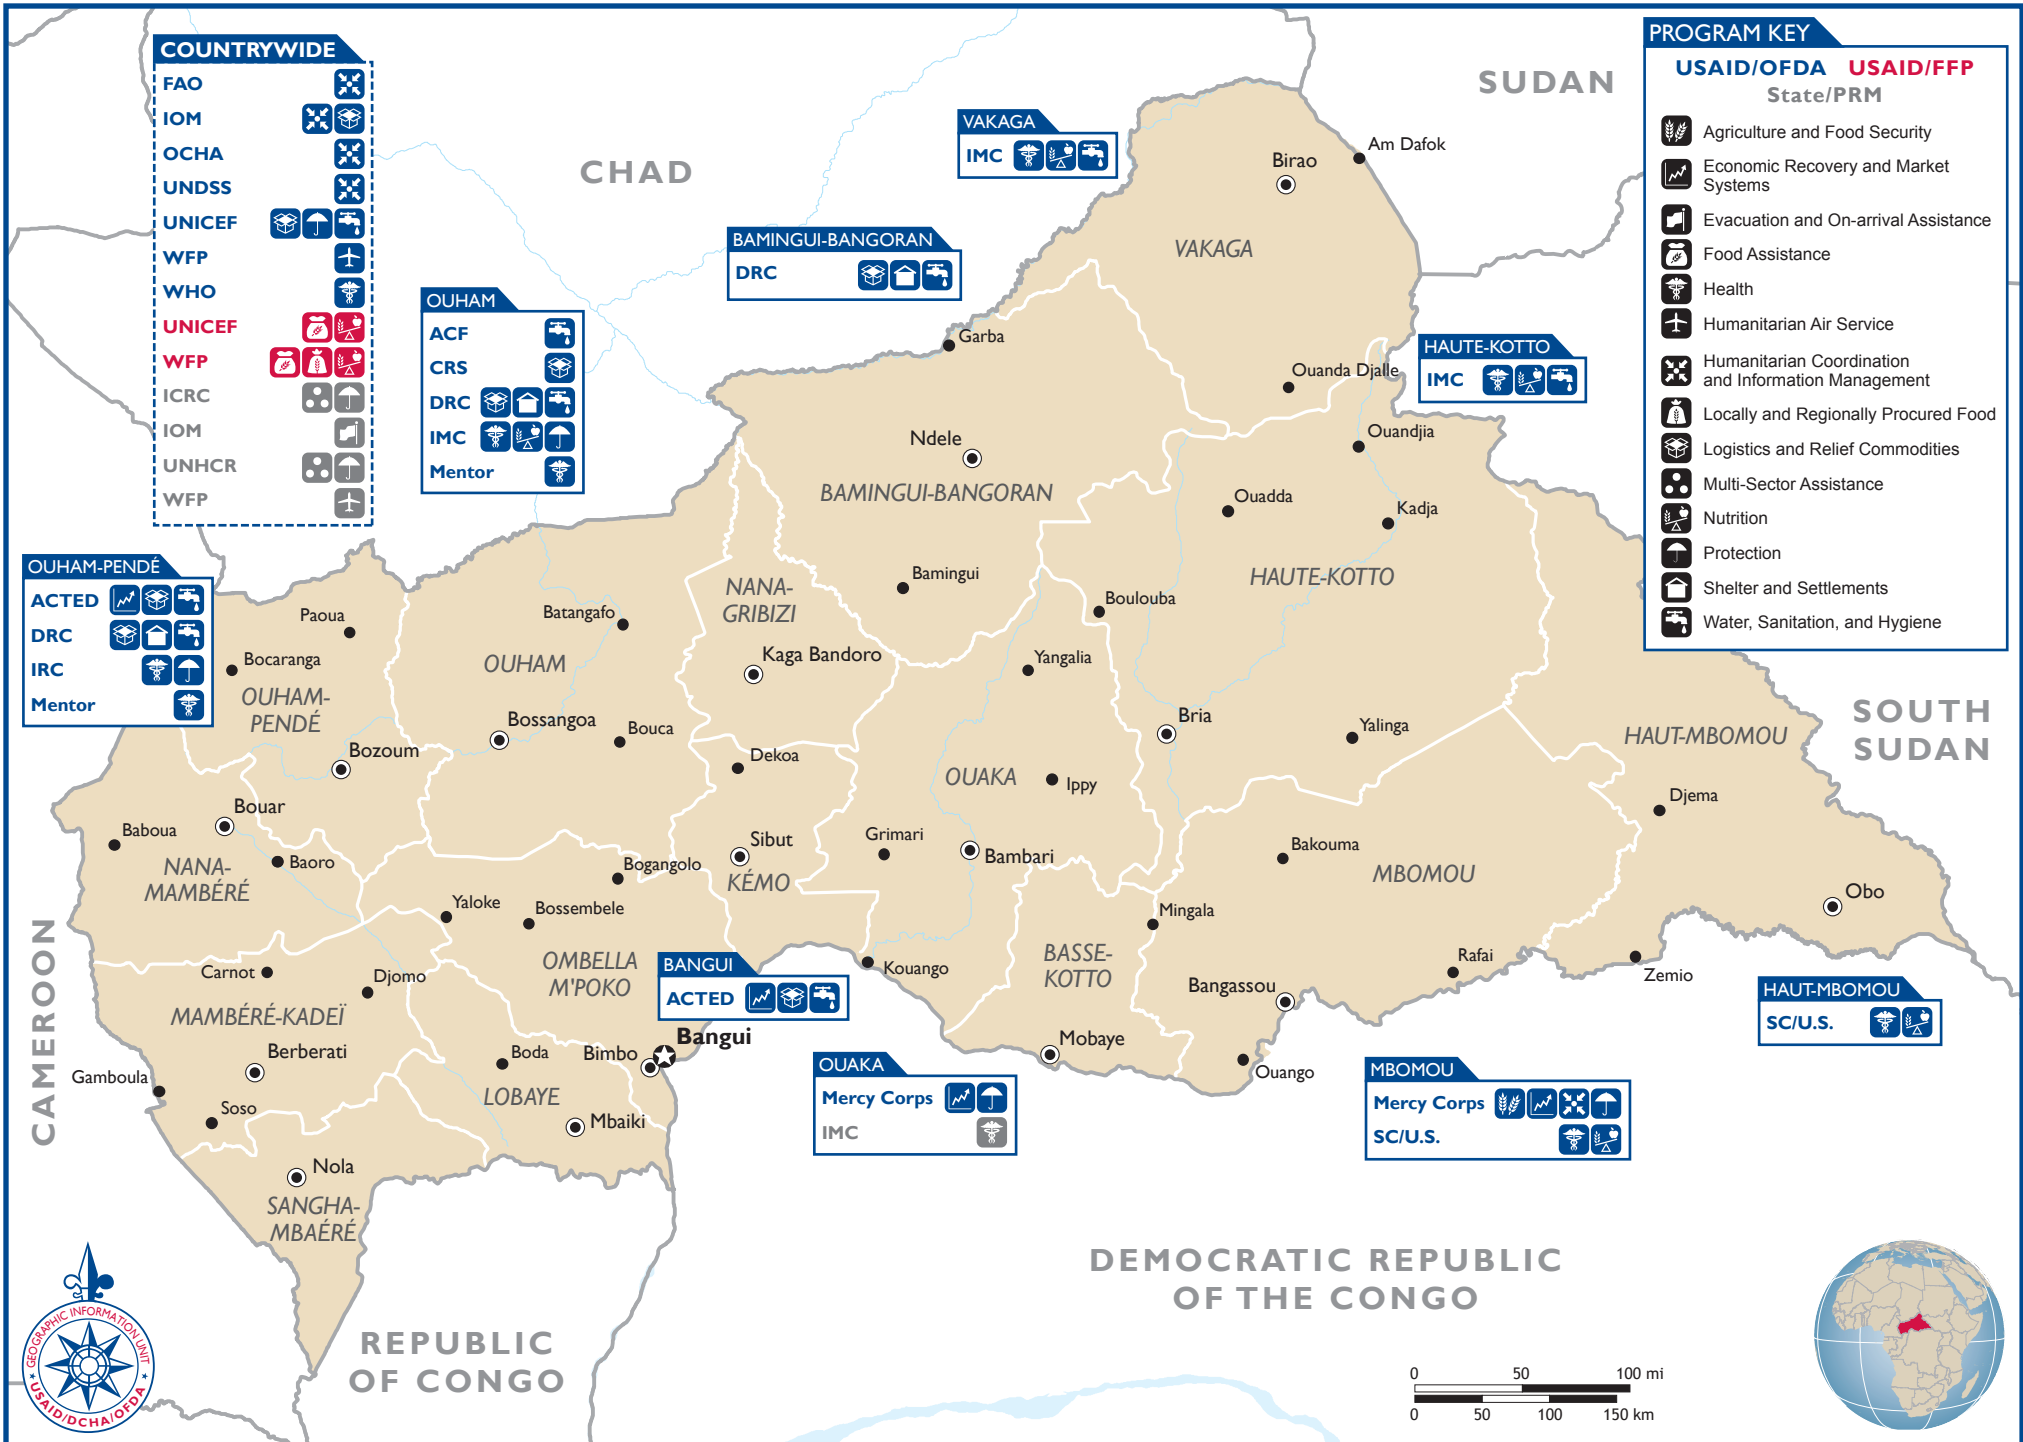 COUNTRYWIDE
FAO
IOM
OCHA
UNDSS
UNICEF
WFP
WHO
UNICEF
WFP
ICRC
IOM
UNHCR
WFP
PROGRAM KEY
USAID/OFDA USAID/FFP
State/PRM
Agriculture and Food Security
Economic Recovery and Market
Systems
Evacuation and On-arrival Assistance
Food Assistance
Health
Humanitarian Air Service
Humanitarian Coordination
and Information Management
Locally and Regionally Procured Food
Logistics and Relief Commodities
Multi-Sector Assistance
Nutrition
Protection
Shelter and Settlements
Water, Sanitation, and Hygiene
SUDAN
CHAD
VAKAGA
IMC
BAMINGUI-BANGORAN
DRC
OUHAM
ACF
CRS
DRC
IMC
Mentor
HAUTE-KOTTO
IMC
OUHAM-PENDÉ
ACTED
DRC
IRC
Mentor
Am Dafok
Birao
VAKAGA
Garba
Ouanda Djalle
Ouandjia
Ndele
BAMINGUI-BANGORAN
Ouadda
Kadja
Bamingui
NANA-
GRIBIZI
HAUTE-KOTTO
Boulouba
Paoua
Batangafo
Bocaranga
OUHAM
Kaga Bandoro
Yangalia
OUHAM-
PENDÉ
Bossangoa
Bouca
Bria
Yalinga
HAUT-MBOMOU
SOUTH
SUDAN
Bozoum
Dekoa
OUAKA
Ippy
Djema
Bouar
Baboua
NANA-
MAMBÉRÉ
Baoro
Sibut
KÉMO
Grimari
Bambari
Bakouma
MBOMOU
Bogangolo
Yaloke
Bossembele
Mingala
Obo
OMBELLA
M'POKO
BANGUI
ACTED
Kouango
BASSE-
KOTTO
Rafai
Zemio
Carnot
Djomo
Bangassou
HAUT-MBOMOU
SC/U.S.
CAMEROON
MAMBÉRÉ-KADEÏ
Bangui
Bimbo
Mobaye
Berberati
Boda
Gamboula
LOBAYE
Ouango
OUAKA
Mercy Corps
IMC
MBOMOU
Mercy Corps
SC/U.S.
Soso
Mbaiki
Nola
SANGHA-
MBAÉRÉ
DEMOCRATIC REPUBLIC
OF THE CONGO
REPUBLIC
OF CONGO
GEOGRAPHIC INFORMATION UNIT
USAID/DCHA/OFDA
0 50 100 mi
0 50 100 150 km